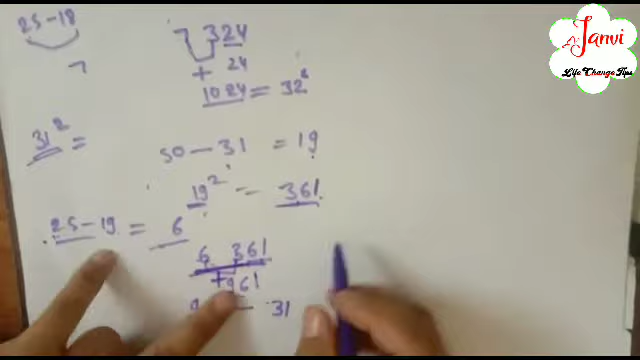 25-18
7
7 324
+ 24
1024 = 32²
31² =
50 - 31 = 19
19² = 361
25-19 = 6
6 361
+
961
31
Janvi
Life Change Tips